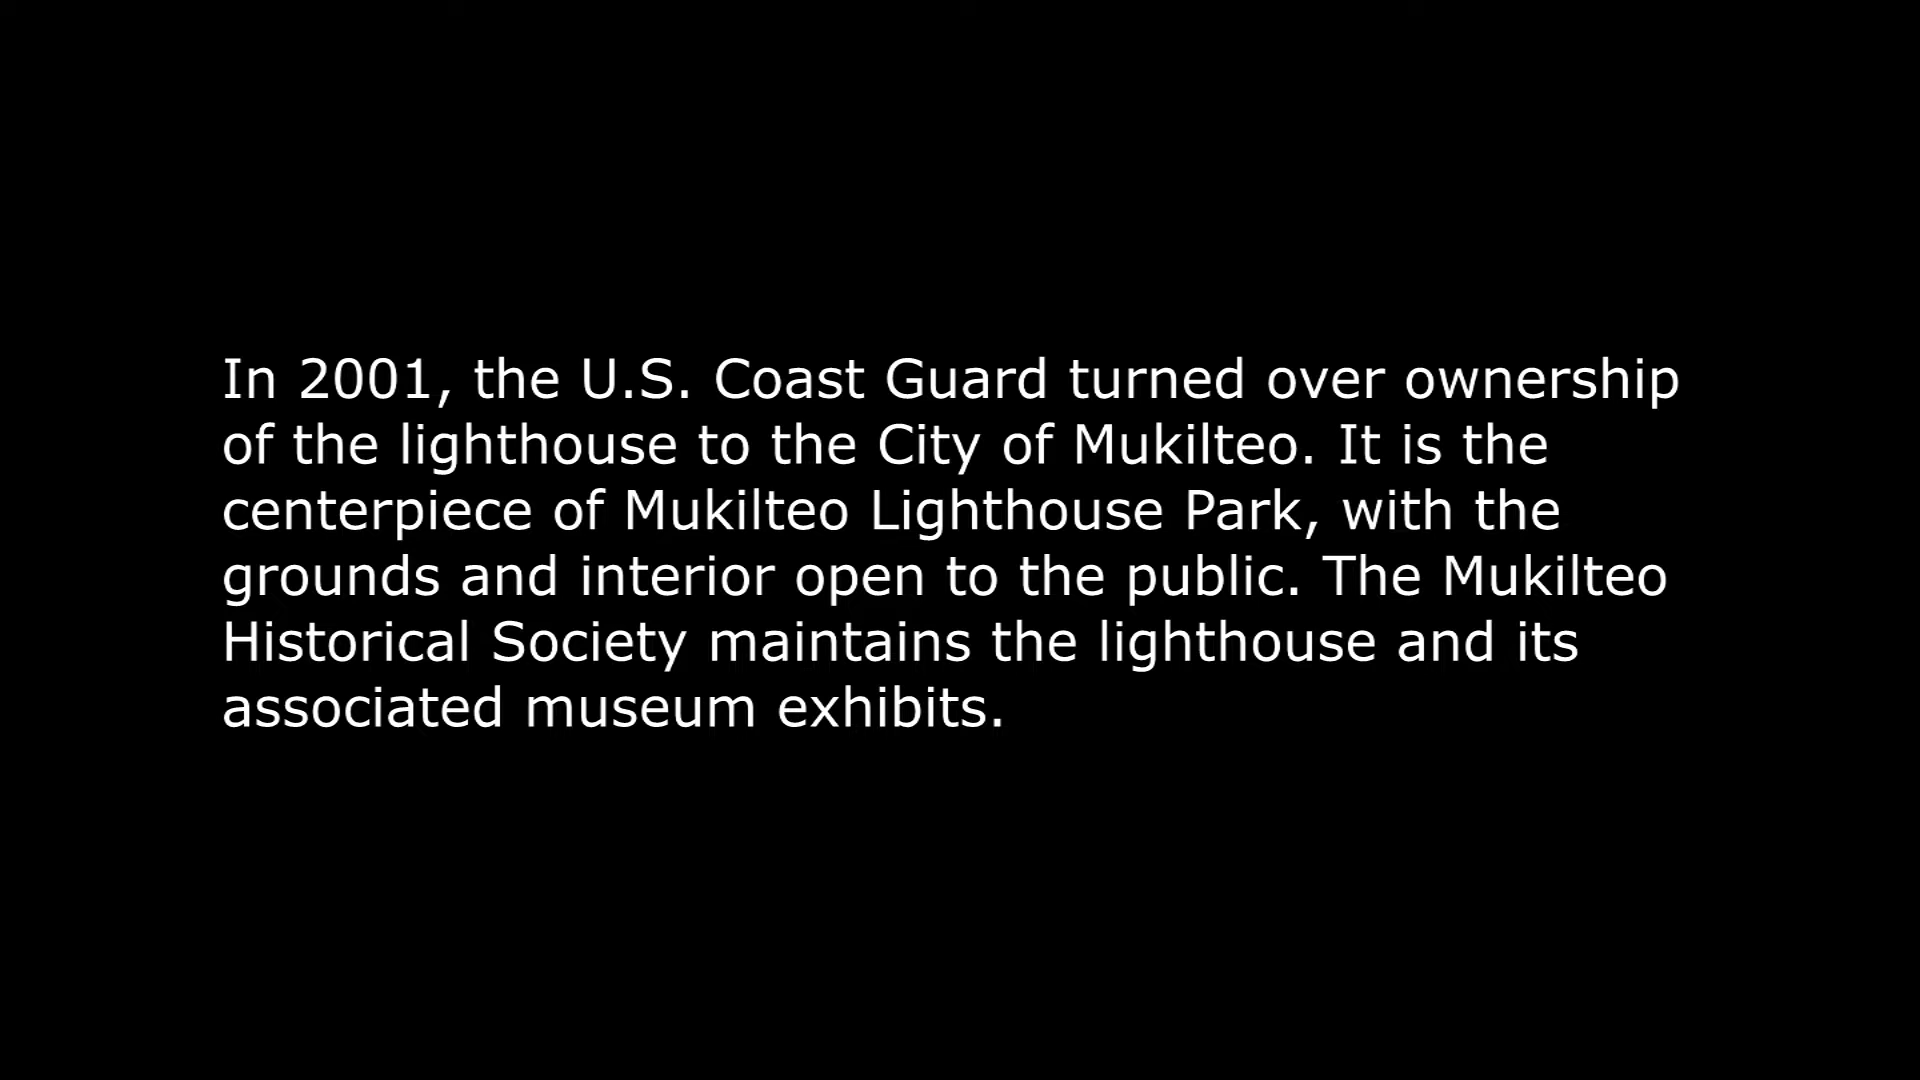 In 2001, the U.S. Coast Guard turned over ownership
of the lighthouse to the City of Mukilteo. It is the
centerpiece of Mukilteo Lighthouse Park, with the
grounds and interior open to the public. The Mukilteo
Historical Society maintains the lighthouse and its
associated museum exhibits.